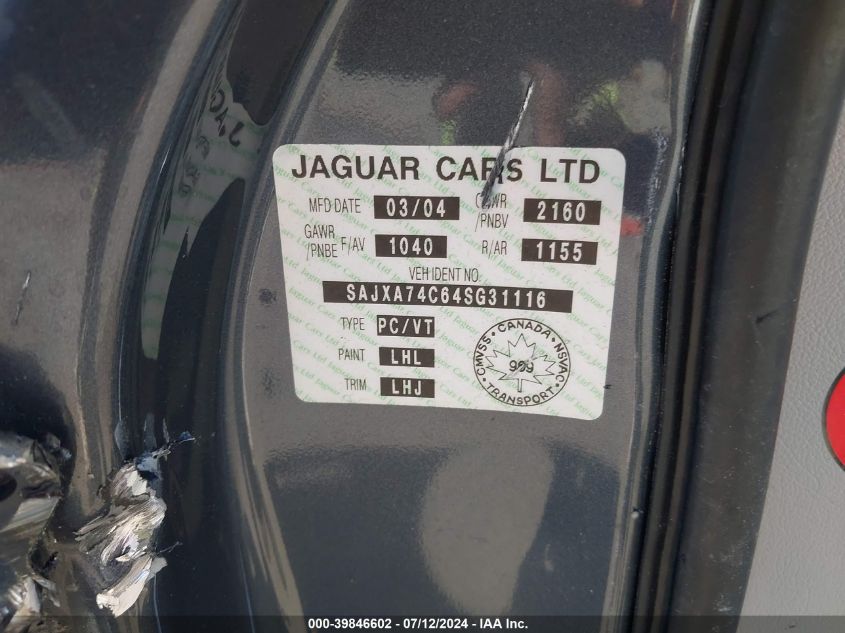 JAGUAR CARS LTD
MFD DATE 03/04 GVWR /PNBV 2160
GAWR /PNBE F/AV 1040 R/AR 1155
VEH IDENT NO.
SAJXA74C64SG31116
TYPE PC/VT
PAINT LHL
TRIM LHJ
CANADA
CMVSS NSVAC
909
TRANSPORT
000-39846602 - 07/12/2024 - IAA Inc.